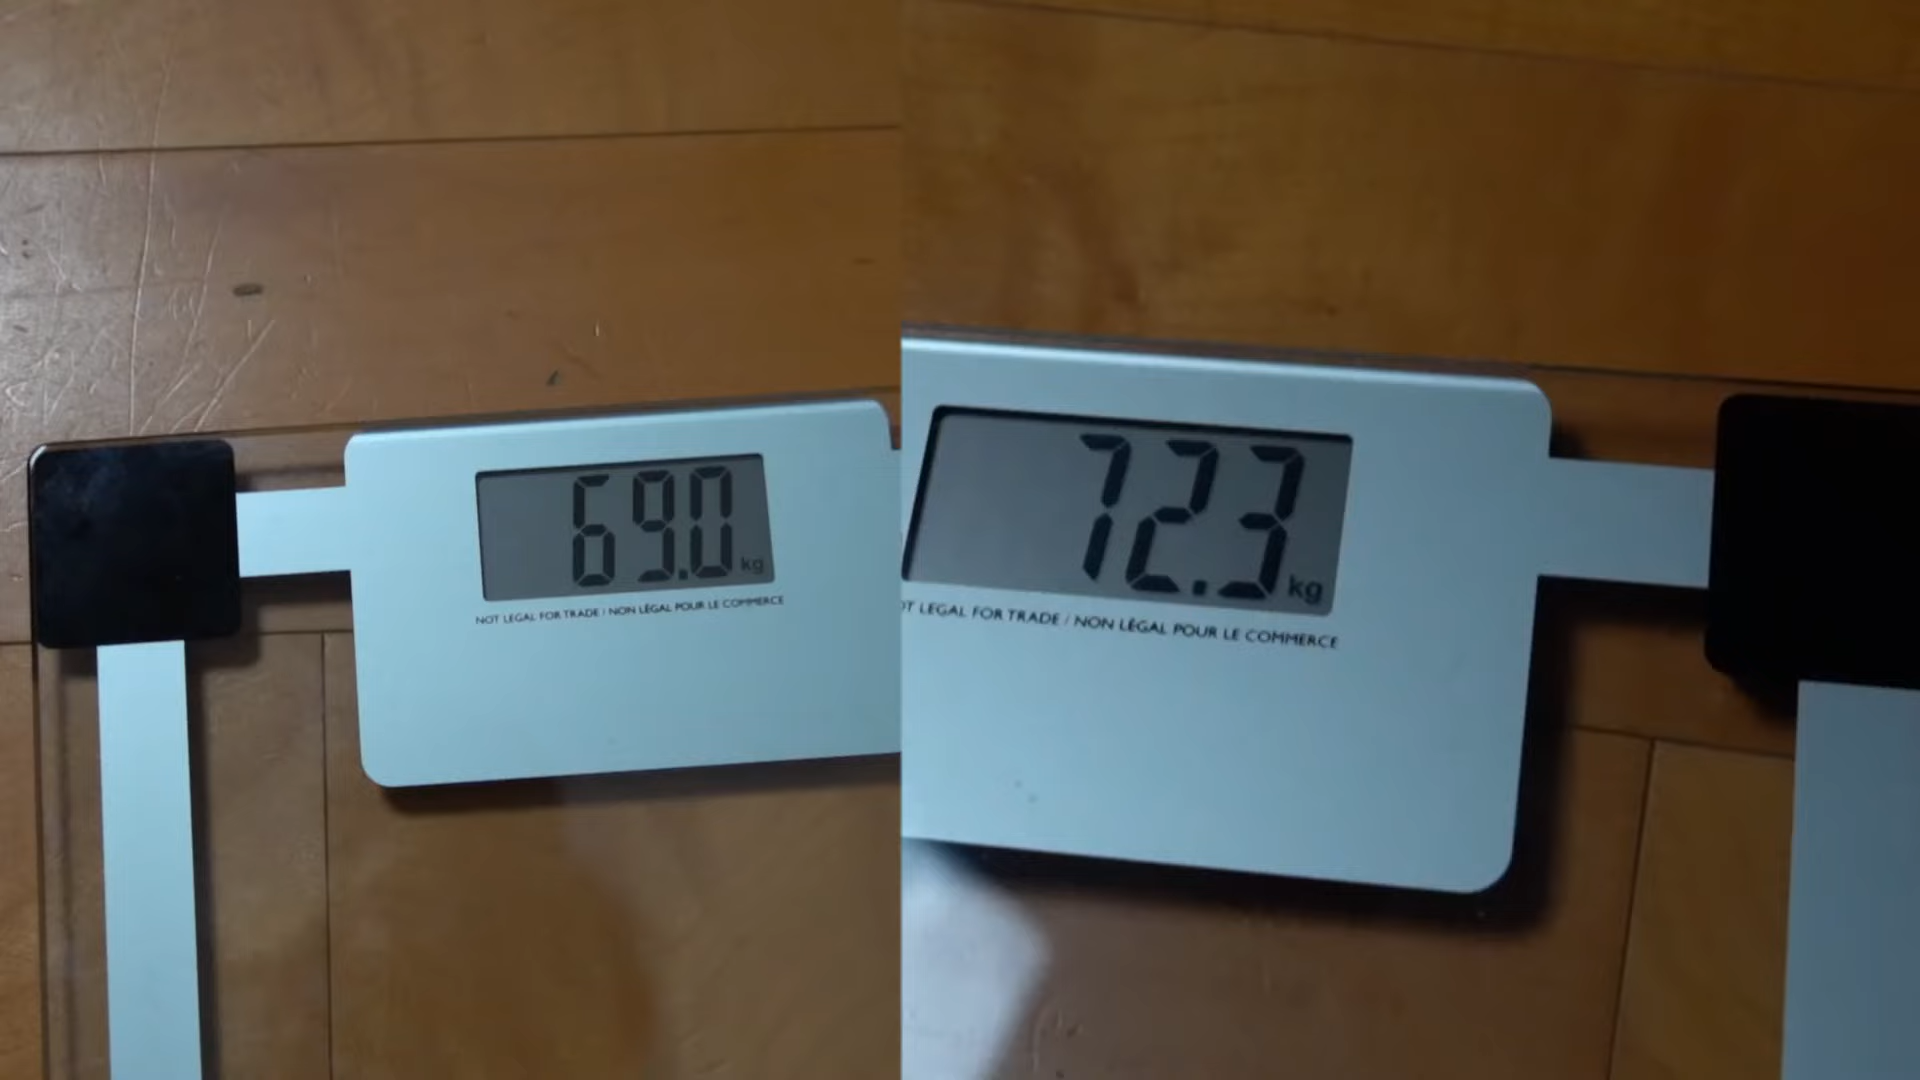 69.0 kg
NOT LEGAL FOR TRADE / NON LÉGAL POUR LE COMMERCE
72.3 kg
LEGAL FOR TRADE / NON LÉGAL POUR LE COMMERCE